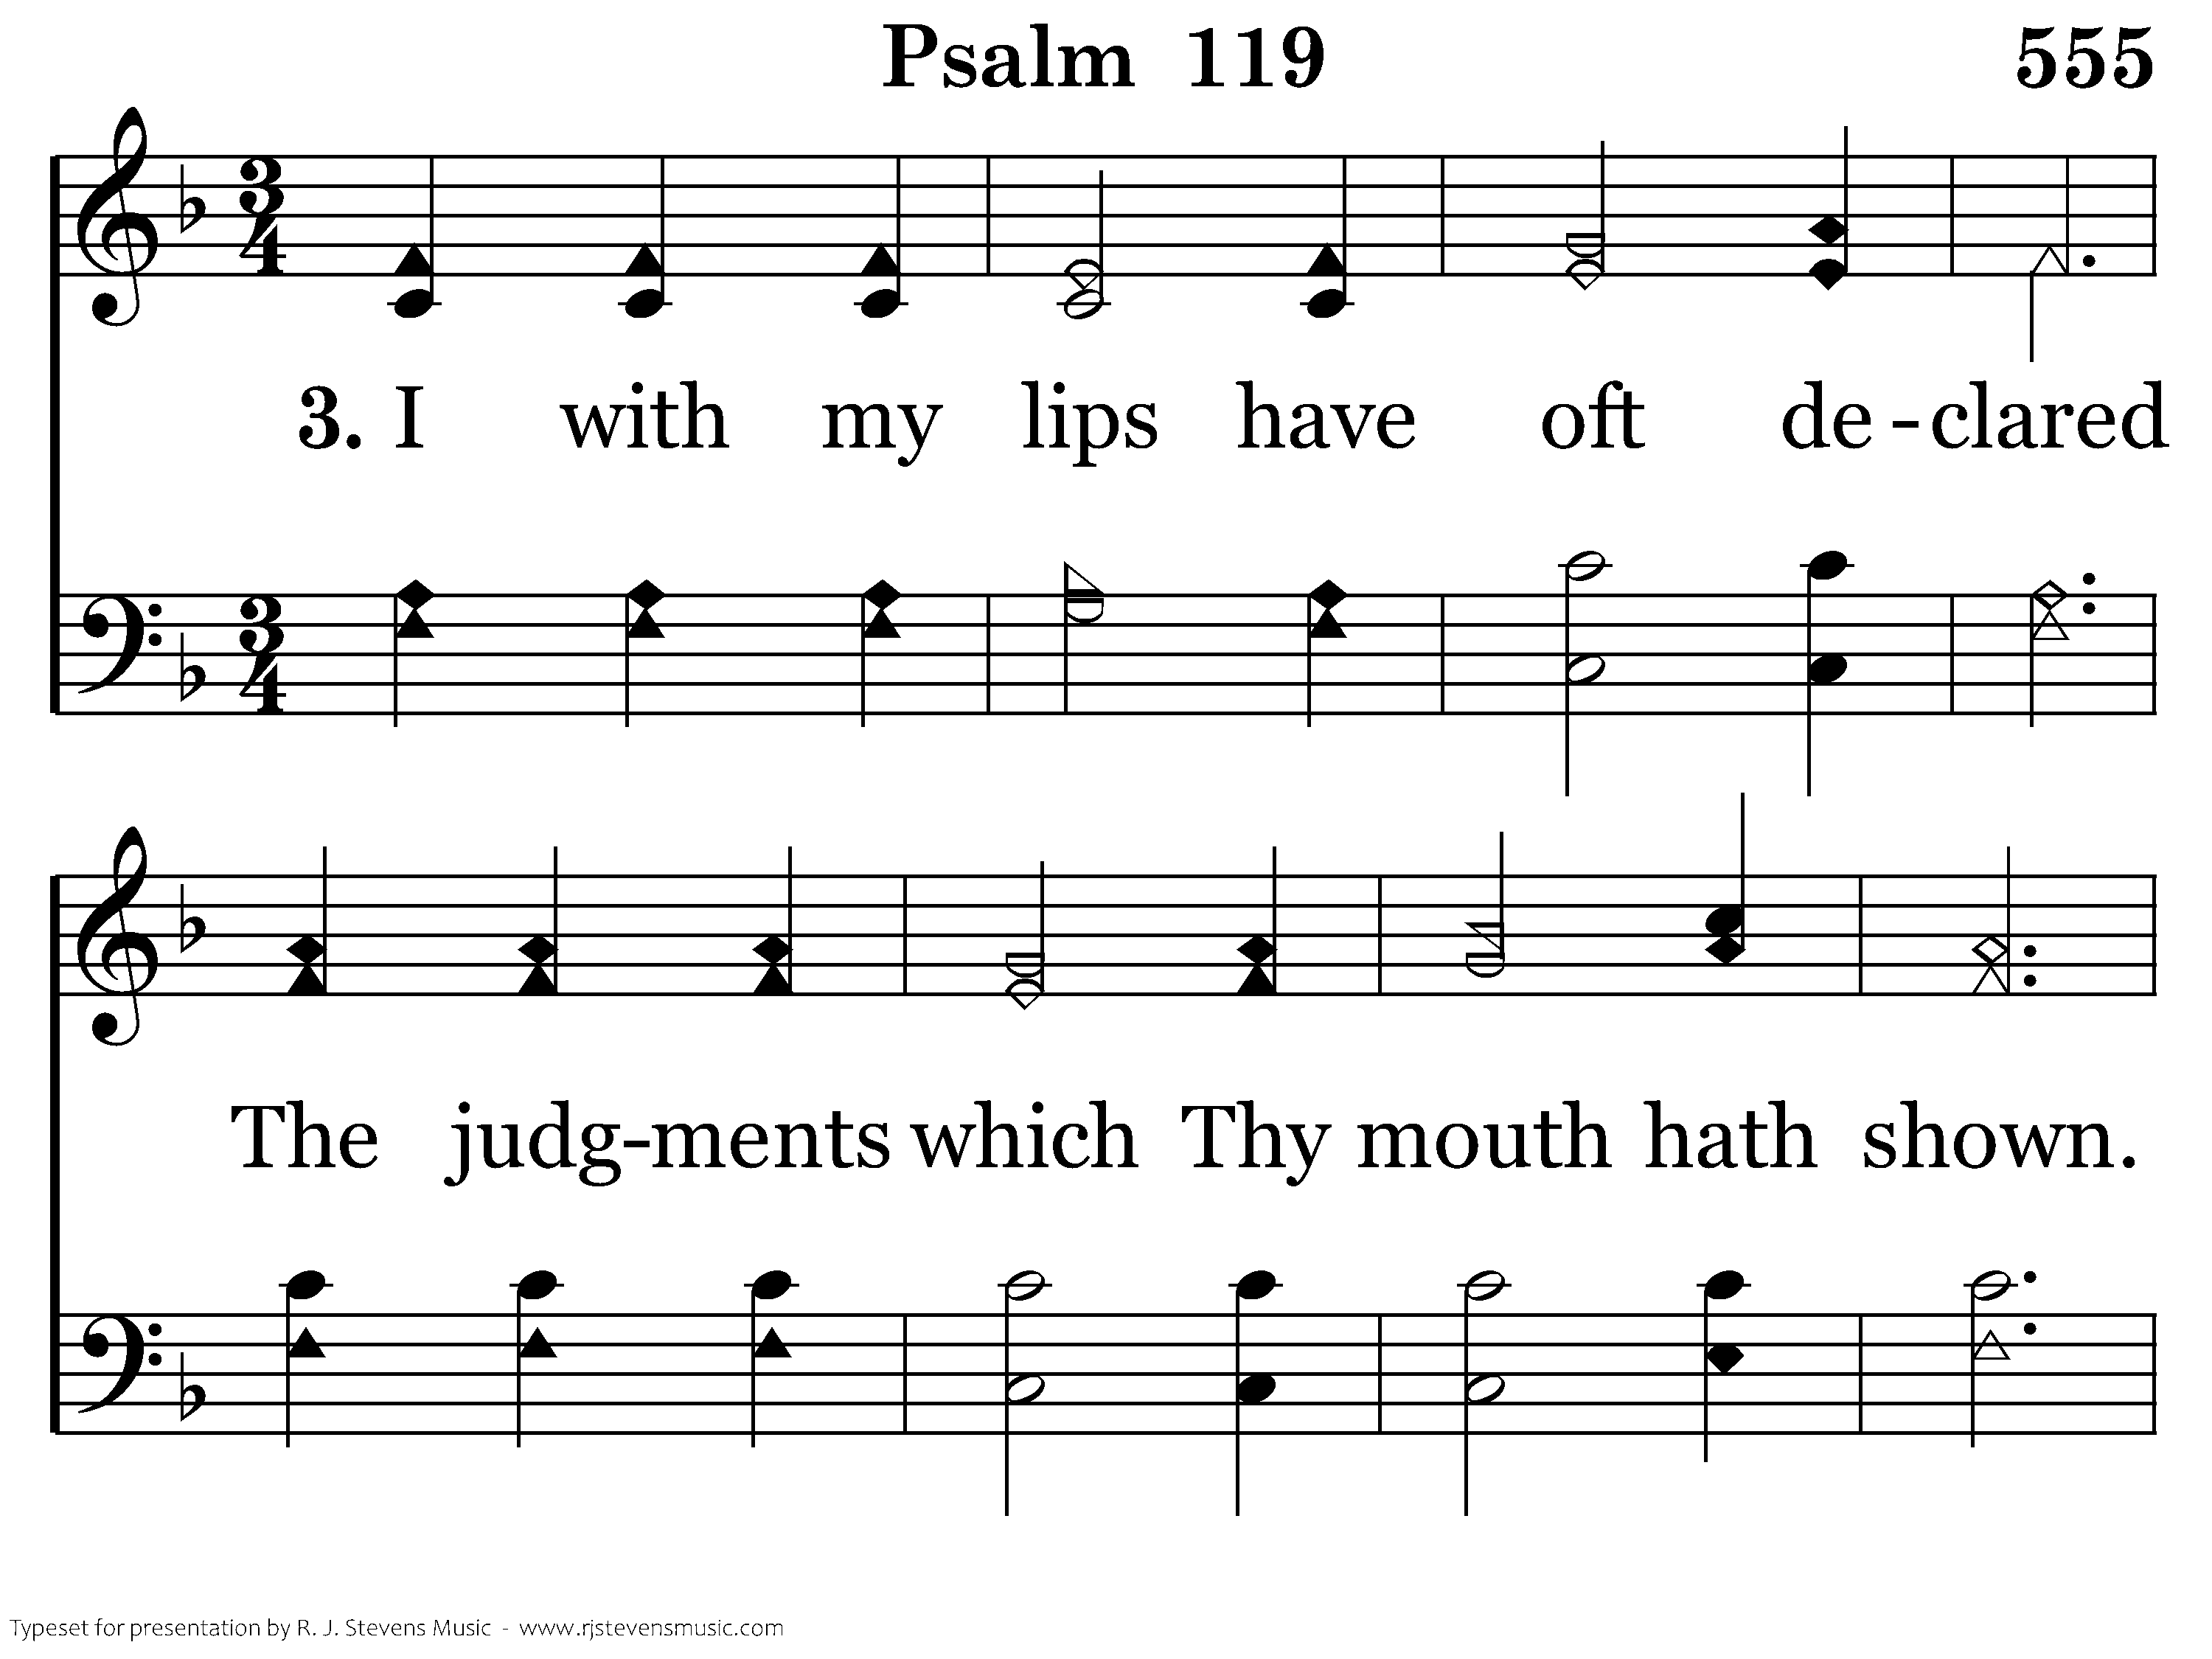 Psalm 119 555
3. I with my lips have oft de-clared
The judg-ments which Thy mouth hath shown.
Typeset for presentation by R. J. Stevens Music - www.rjstevensmusic.com